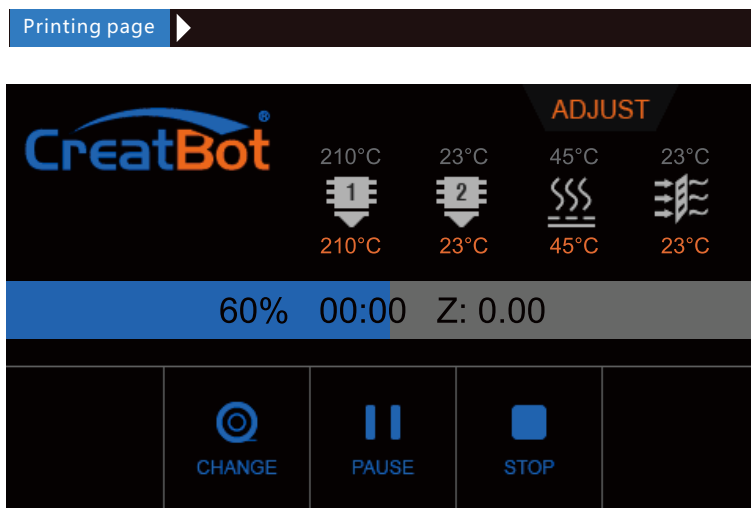 Printing page
ADJUST
CreatBot®
210°C 23°C 45°C 23°C
1 2
210°C 23°C 45°C 23°C
60% 00:00 Z: 0.00
CHANGE PAUSE STOP